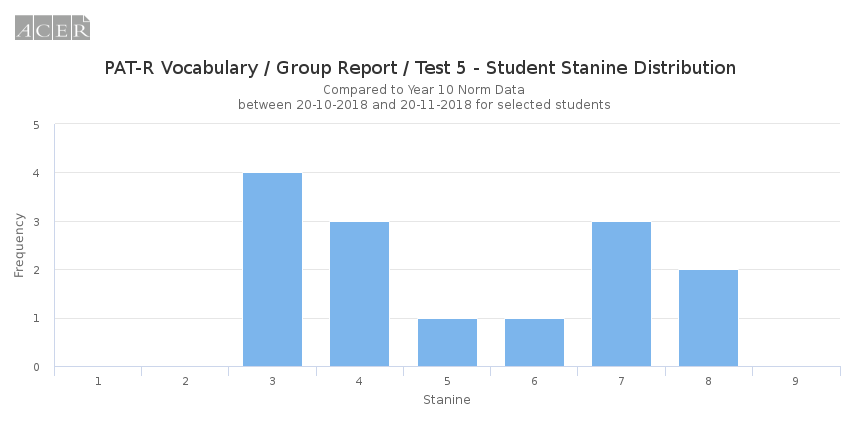 ACER
PAT-R Vocabulary / Group Report / Test 5 - Student Stanine Distribution
Compared to Year 10 Norm Data
between 20-10-2018 and 20-11-2018 for selected students
5
4
3
2
1
0
Frequency
1 2 3 4 5 6 7 8 9
Stanine